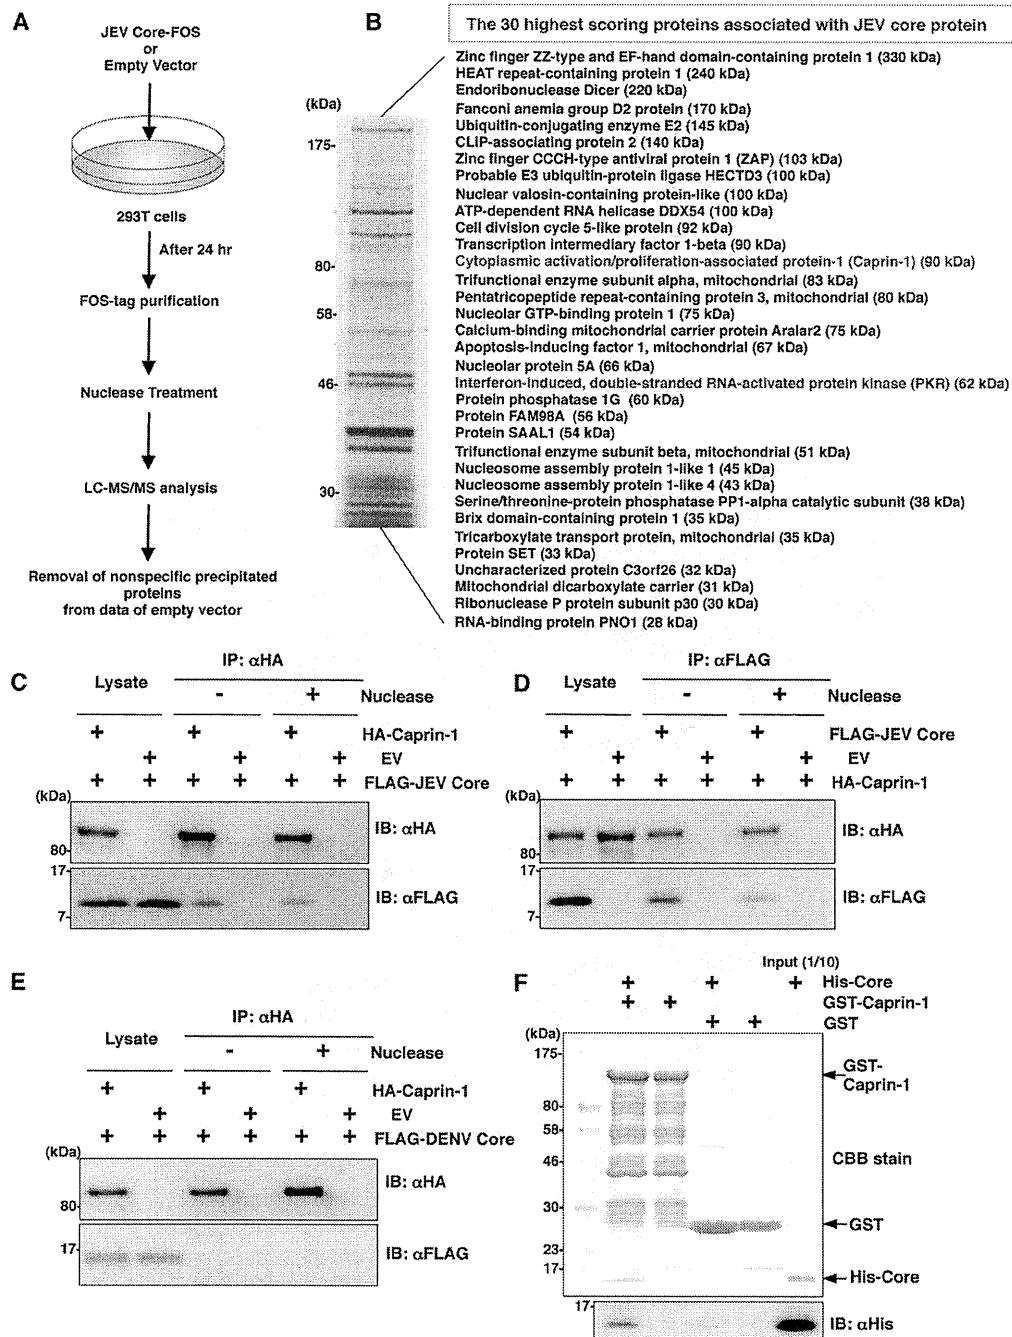 A
JEV Core-FOS
or
Empty Vector
293T cells
After 24 hr
FOS-tag purification
Nuclease Treatment
LC-MS/MS analysis
Removal of nonspecific precipitated
proteins
from data of empty vector
B
The 30 highest scoring proteins associated with JEV core protein
(kDa)
175-
80-
58-
46-
30-
Zinc finger ZZ-type and EF-hand domain-containing protein 1 (330 kDa)
HEAT repeat-containing protein 1 (240 kDa)
Endoribonuclease Dicer (220 kDa)
Fanconi anemia group D2 protein (170 kDa)
Ubiquitin-conjugating enzyme E2 (145 kDa)
CLIP-associating protein 2 (140 kDa)
Zinc finger CCCH-type antiviral protein 1 (ZAP) (103 kDa)
Probable E3 ubiquitin-protein ligase HECTD3 (100 kDa)
Nuclear valosin-containing protein-like (100 kDa)
ATP-dependent RNA helicase DDX54 (100 kDa)
Cell division cycle 5-like protein (92 kDa)
Transcription intermediary factor 1-beta (90 kDa)
Cytoplasmic activation/proliferation-associated protein-1 (Caprin-1) (90 kDa)
Trifunctional enzyme subunit alpha, mitochondrial (83 kDa)
Pentatricopeptide repeat-containing protein 3, mitochondrial (80 kDa)
Nucleolar GTP-binding protein 1 (75 kDa)
Calcium-binding mitochondrial carrier protein Aralar2 (75 kDa)
Apoptosis-inducing factor 1, mitochondrial (67 kDa)
Nucleolar protein 5A (66 kDa)
Interferon-induced, double-stranded RNA-activated protein kinase (PKR) (62 kDa)
Protein phosphatase 1G (60 kDa)
Protein FAM98A (56 kDa)
Protein SAAL1 (54 kDa)
Trifunctional enzyme subunit beta, mitochondrial (51 kDa)
Nucleosome assembly protein 1-like 1 (45 kDa)
Nucleosome assembly protein 1-like 4 (43 kDa)
Serine/threonine-protein phosphatase PP1-alpha catalytic subunit (38 kDa)
Brix domain-containing protein 1 (35 kDa)
Tricarboxylate transport protein, mitochondrial (35 kDa)
Protein SET (33 kDa)
Uncharacterized protein C3orf26 (32 kDa)
Mitochondrial dicarboxylate carrier (31 kDa)
Ribonuclease P protein subunit p30 (30 kDa)
RNA-binding protein PNO1 (28 kDa)
C
IP: αHA
Lysate
- + Nuclease
+ + + HA-Caprin-1
+ + + EV
+ + + + + + FLAG-JEV Core
(kDa)
80-
IB: αHA
17-
7-
IB: αFLAG
D
IP: αFLAG
Lysate
- + Nuclease
+ + + FLAG-JEV Core
+ + + EV
+ + + + + + HA-Caprin-1
(kDa)
80-
IB: αHA
17-
7-
IB: αFLAG
E
IP: αHA
Lysate
- + Nuclease
+ + + HA-Caprin-1
+ + + EV
+ + + + + + FLAG-DENV Core
(kDa)
80-
IB: αHA
17-
IB: αFLAG
F
Input (1/10)
+ + + His-Core
+ + GST-Caprin-1
+ + GST
(kDa)
175-
80-
58-
46-
30-
23-
17-
GST-
Caprin-1
CBB stain
GST
His-Core
17-
IB: αHis